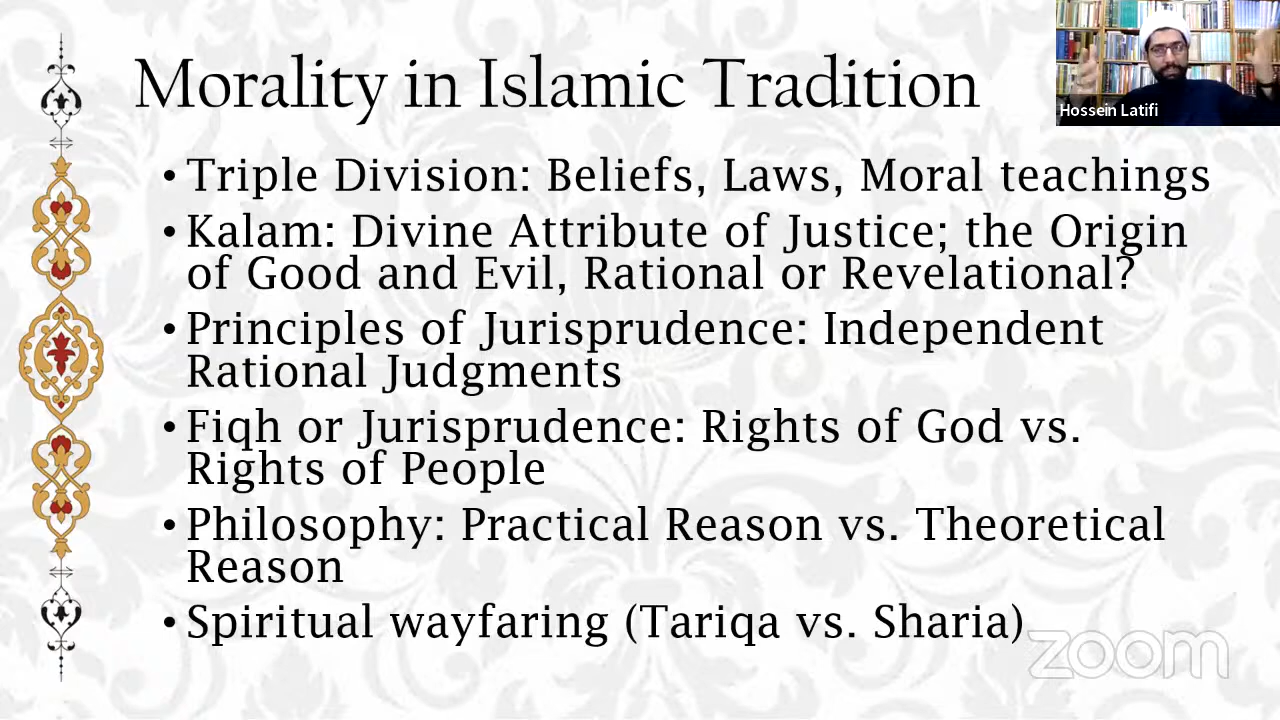 Morality in Islamic Tradition
Hossein Latifi
• Triple Division: Beliefs, Laws, Moral teachings
• Kalam: Divine Attribute of Justice; the Origin
of Good and Evil, Rational or Revelational?
• Principles of Jurisprudence: Independent
Rational Judgments
• Fiqh or Jurisprudence: Rights of God vs.
Rights of People
• Philosophy: Practical Reason vs. Theoretical
Reason
• Spiritual wayfaring (Tariqa vs. Sharia)
zoom